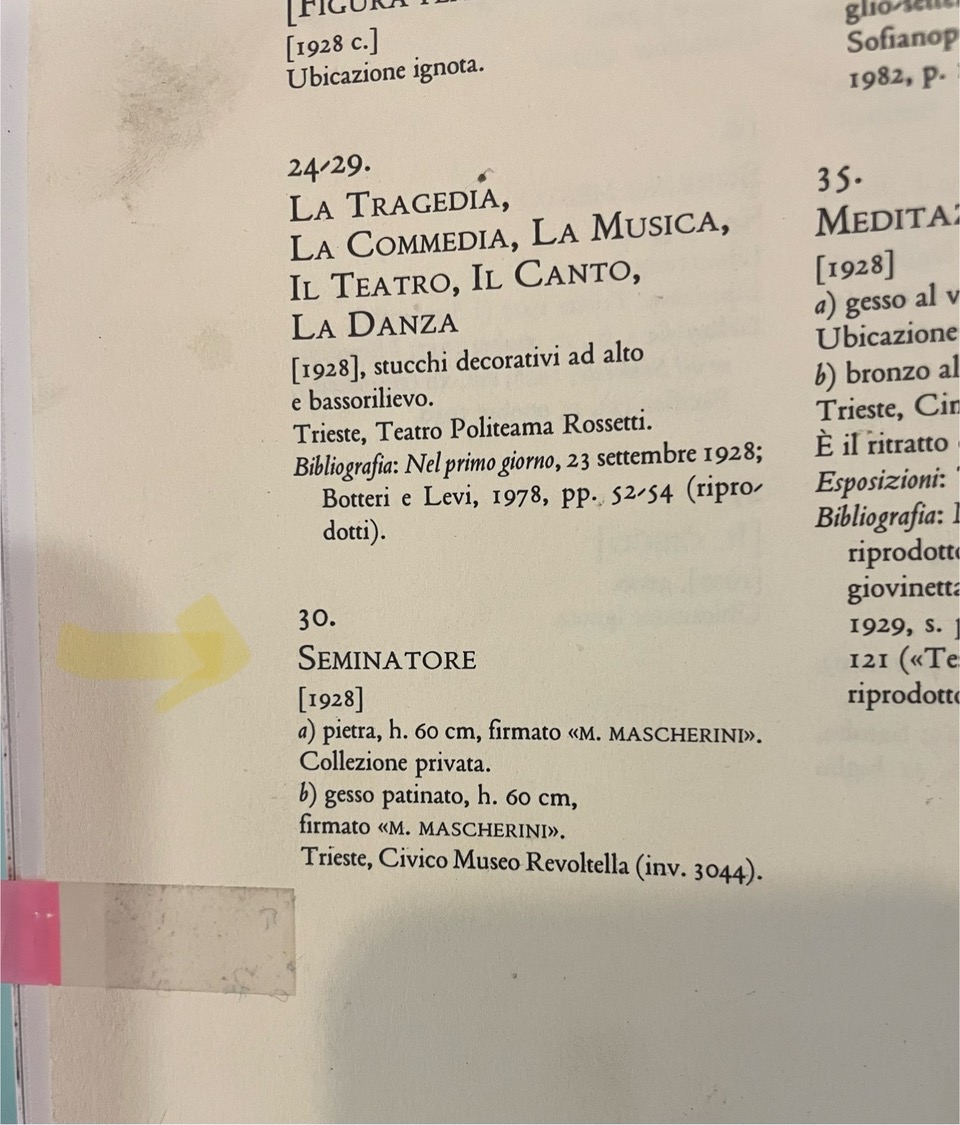 [FIGURA
[1928 c.]
Ubicazione ignota.
24-29.
LA TRAGEDIA,
LA COMMEDIA, LA MUSICA,
IL TEATRO, IL CANTO,
LA DANZA
[1928], stucchi decorativi ad alto
e bassorilievo.
Trieste, Teatro Politeama Rossetti.
Bibliografia: Nel primo giorno, 23 settembre 1928;
Botteri e Levi, 1978, pp. 52-54 (ripro-
dotti).
30.
SEMINATORE
[1928]
a) pietra, h. 60 cm, firmato «M. MASCHERINI».
Collezione privata.
b) gesso patinato, h. 60 cm,
firmato «M. MASCHERINI».
Trieste, Civico Museo Revoltella (inv. 3044).
Sofianop
1982, p.
35.
MEDITAZ
[1928]
a) gesso al v
Ubicazione
b) bronzo al
Trieste, Ci
È il ritratto
Esposizioni:
Bibliografia:
riprodott
giovinetta
1929, s.
121 («Te
riprodott